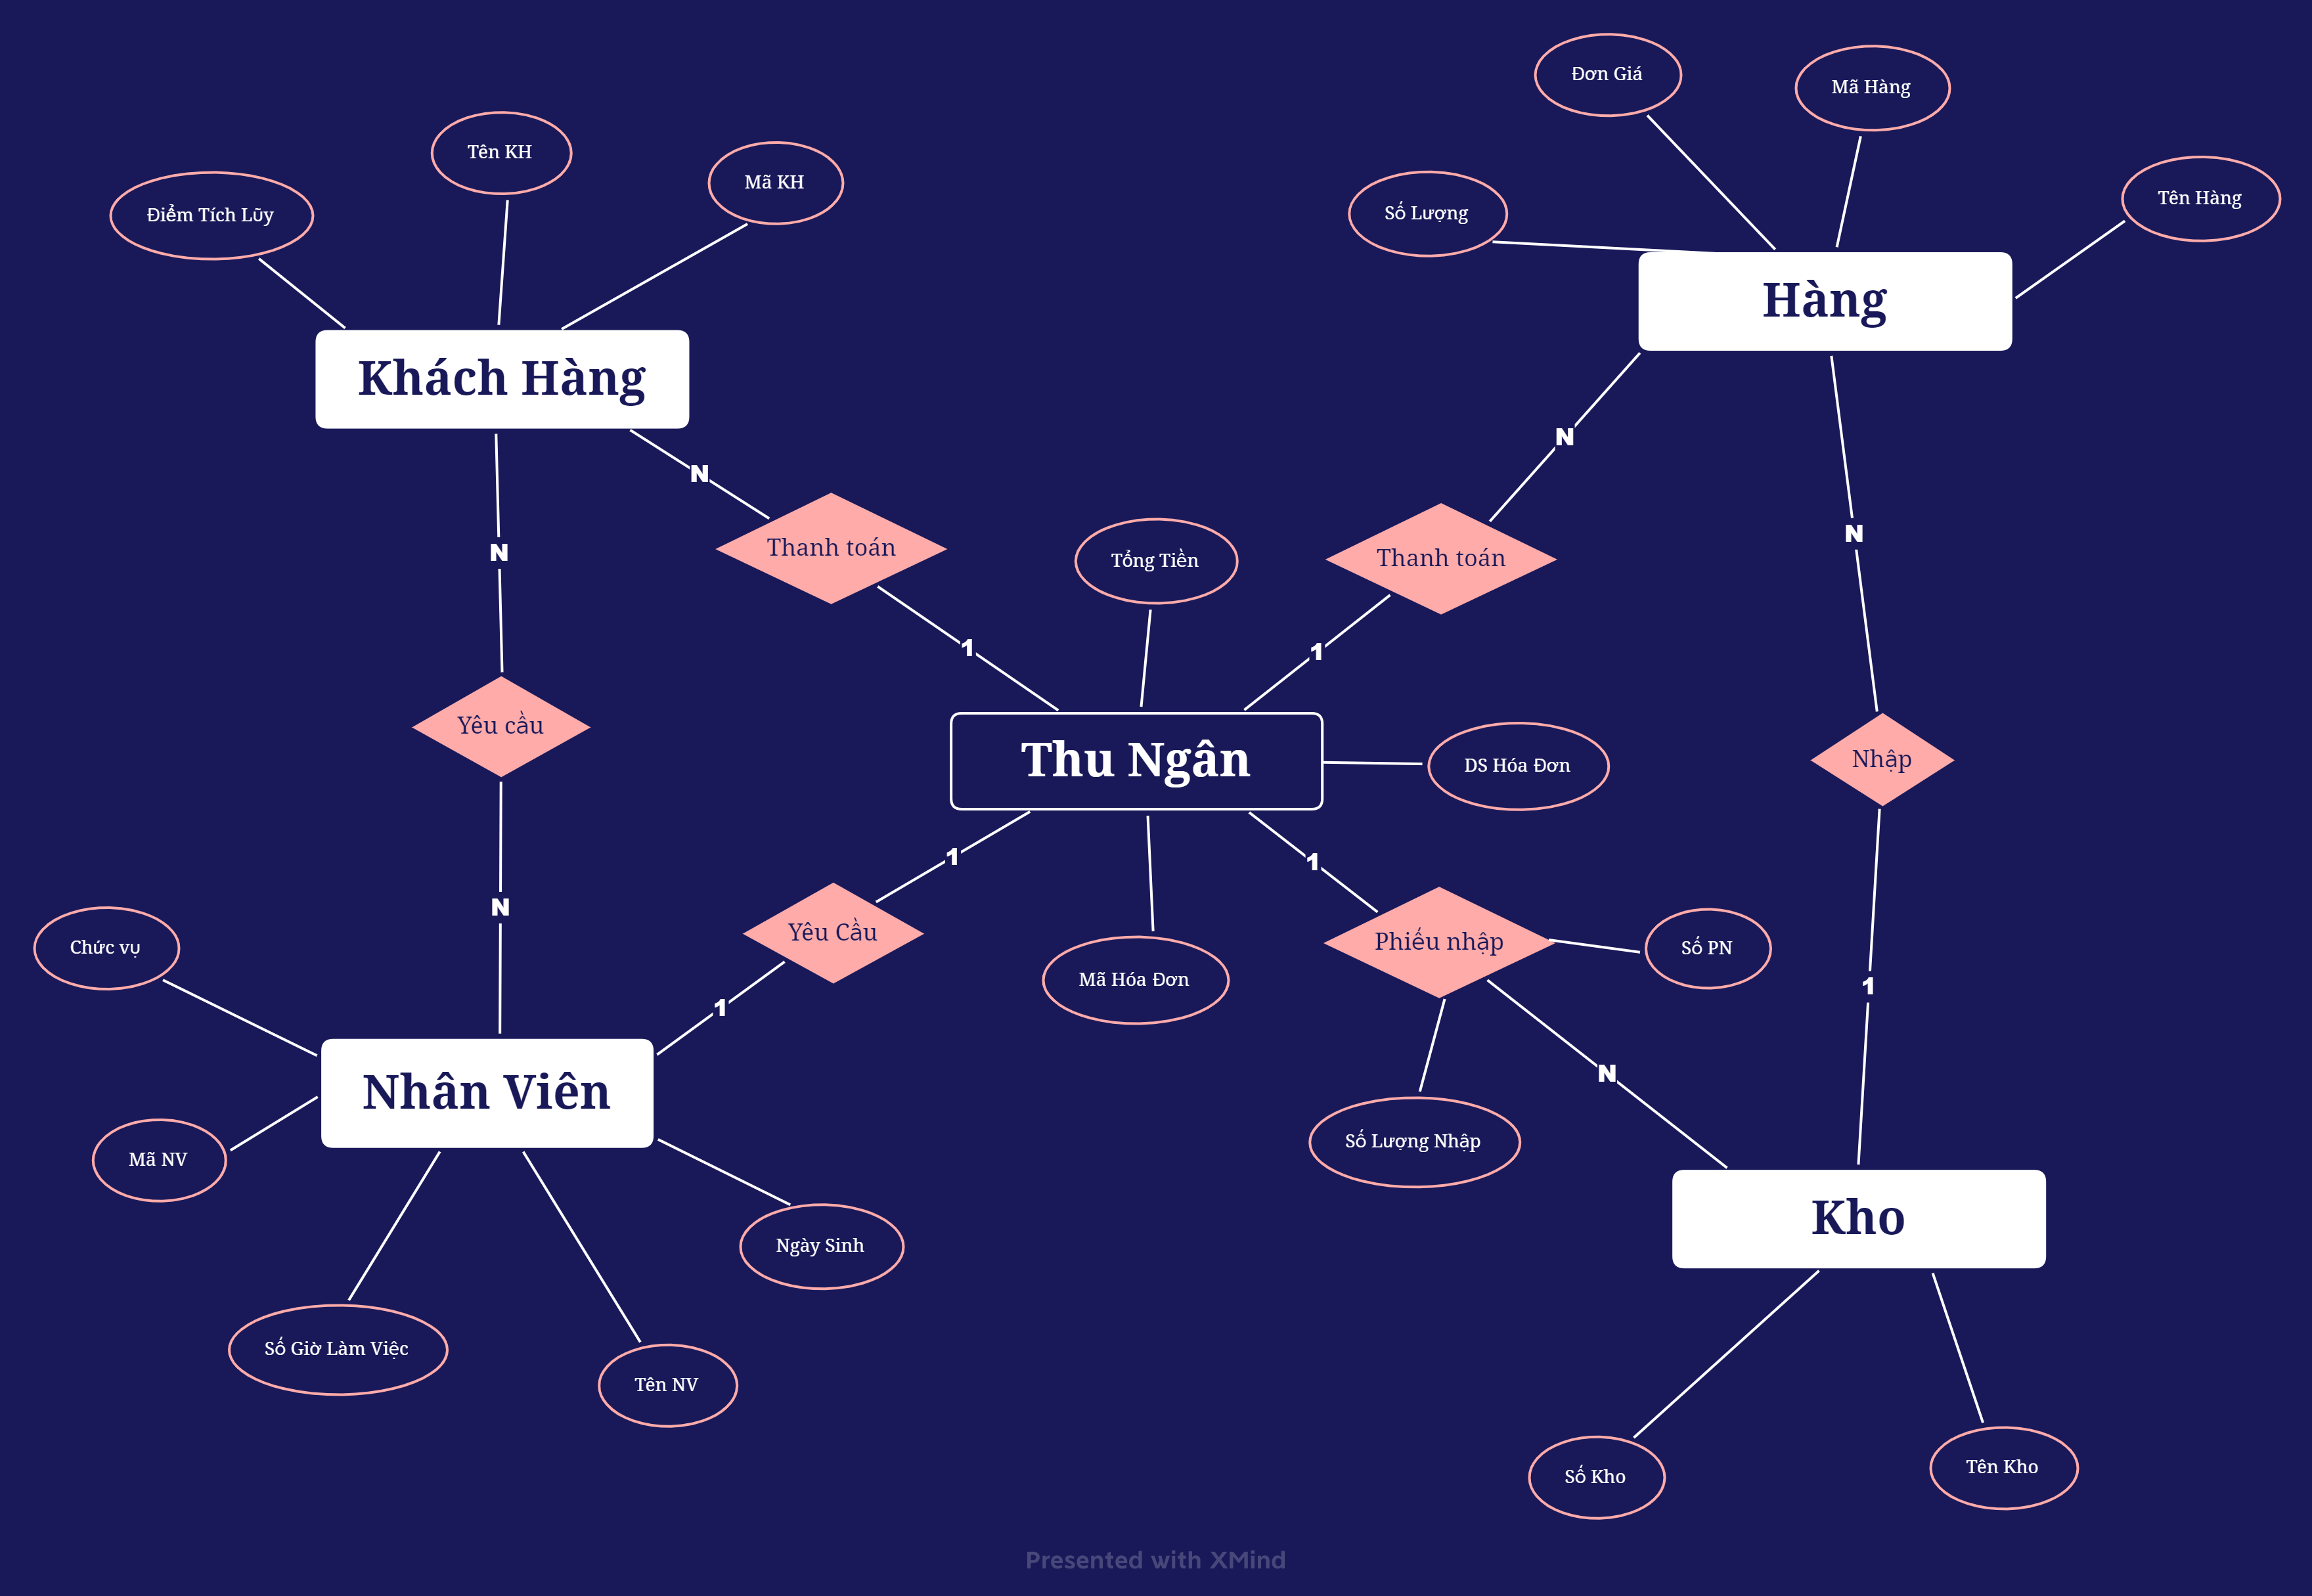 Đơn Giá
Mã Hàng
Tên KH
Mã KH
Tên Hàng
Điểm Tích Lũy
Số Lượng
Hàng
Khách Hàng
N
N
N
N
Thanh toán
Thanh toán
Tổng Tiền
1
1
Yêu cầu
Thu Ngân
DS Hóa Đơn
Nhập
1
1
N
Yêu Cầu
Phiếu nhập
Số PN
Chức vụ
Mã Hóa Đơn
1
1
N
Nhân Viên
Số Lượng Nhập
Mã NV
Kho
Ngày Sinh
Số Giờ Làm Việc
Tên NV
Số Kho
Tên Kho
Presented with XMind